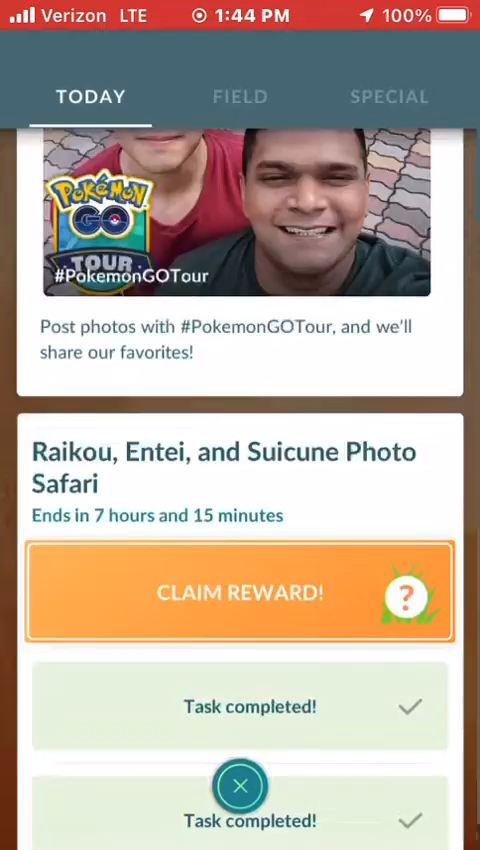 Verizon LTE 1:44 PM 100%
TODAY FIELD SPECIAL
POKÉMON
GO
TOUR
#PokemonGOTour
Post photos with #PokemonGOTour, and we'll
share our favorites!
Raikou, Entei, and Suicune Photo
Safari
Ends in 7 hours and 15 minutes
CLAIM REWARD! ?
Task completed!
Task completed!